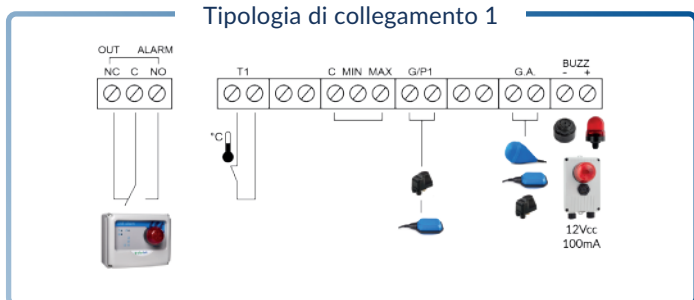 Tipologia di collegamento 1
OUT ALARM
NC C NO
T1
C MIN MAX
G/P1
G.A.
BUZZ
- +
°C
12Vcc
100mA